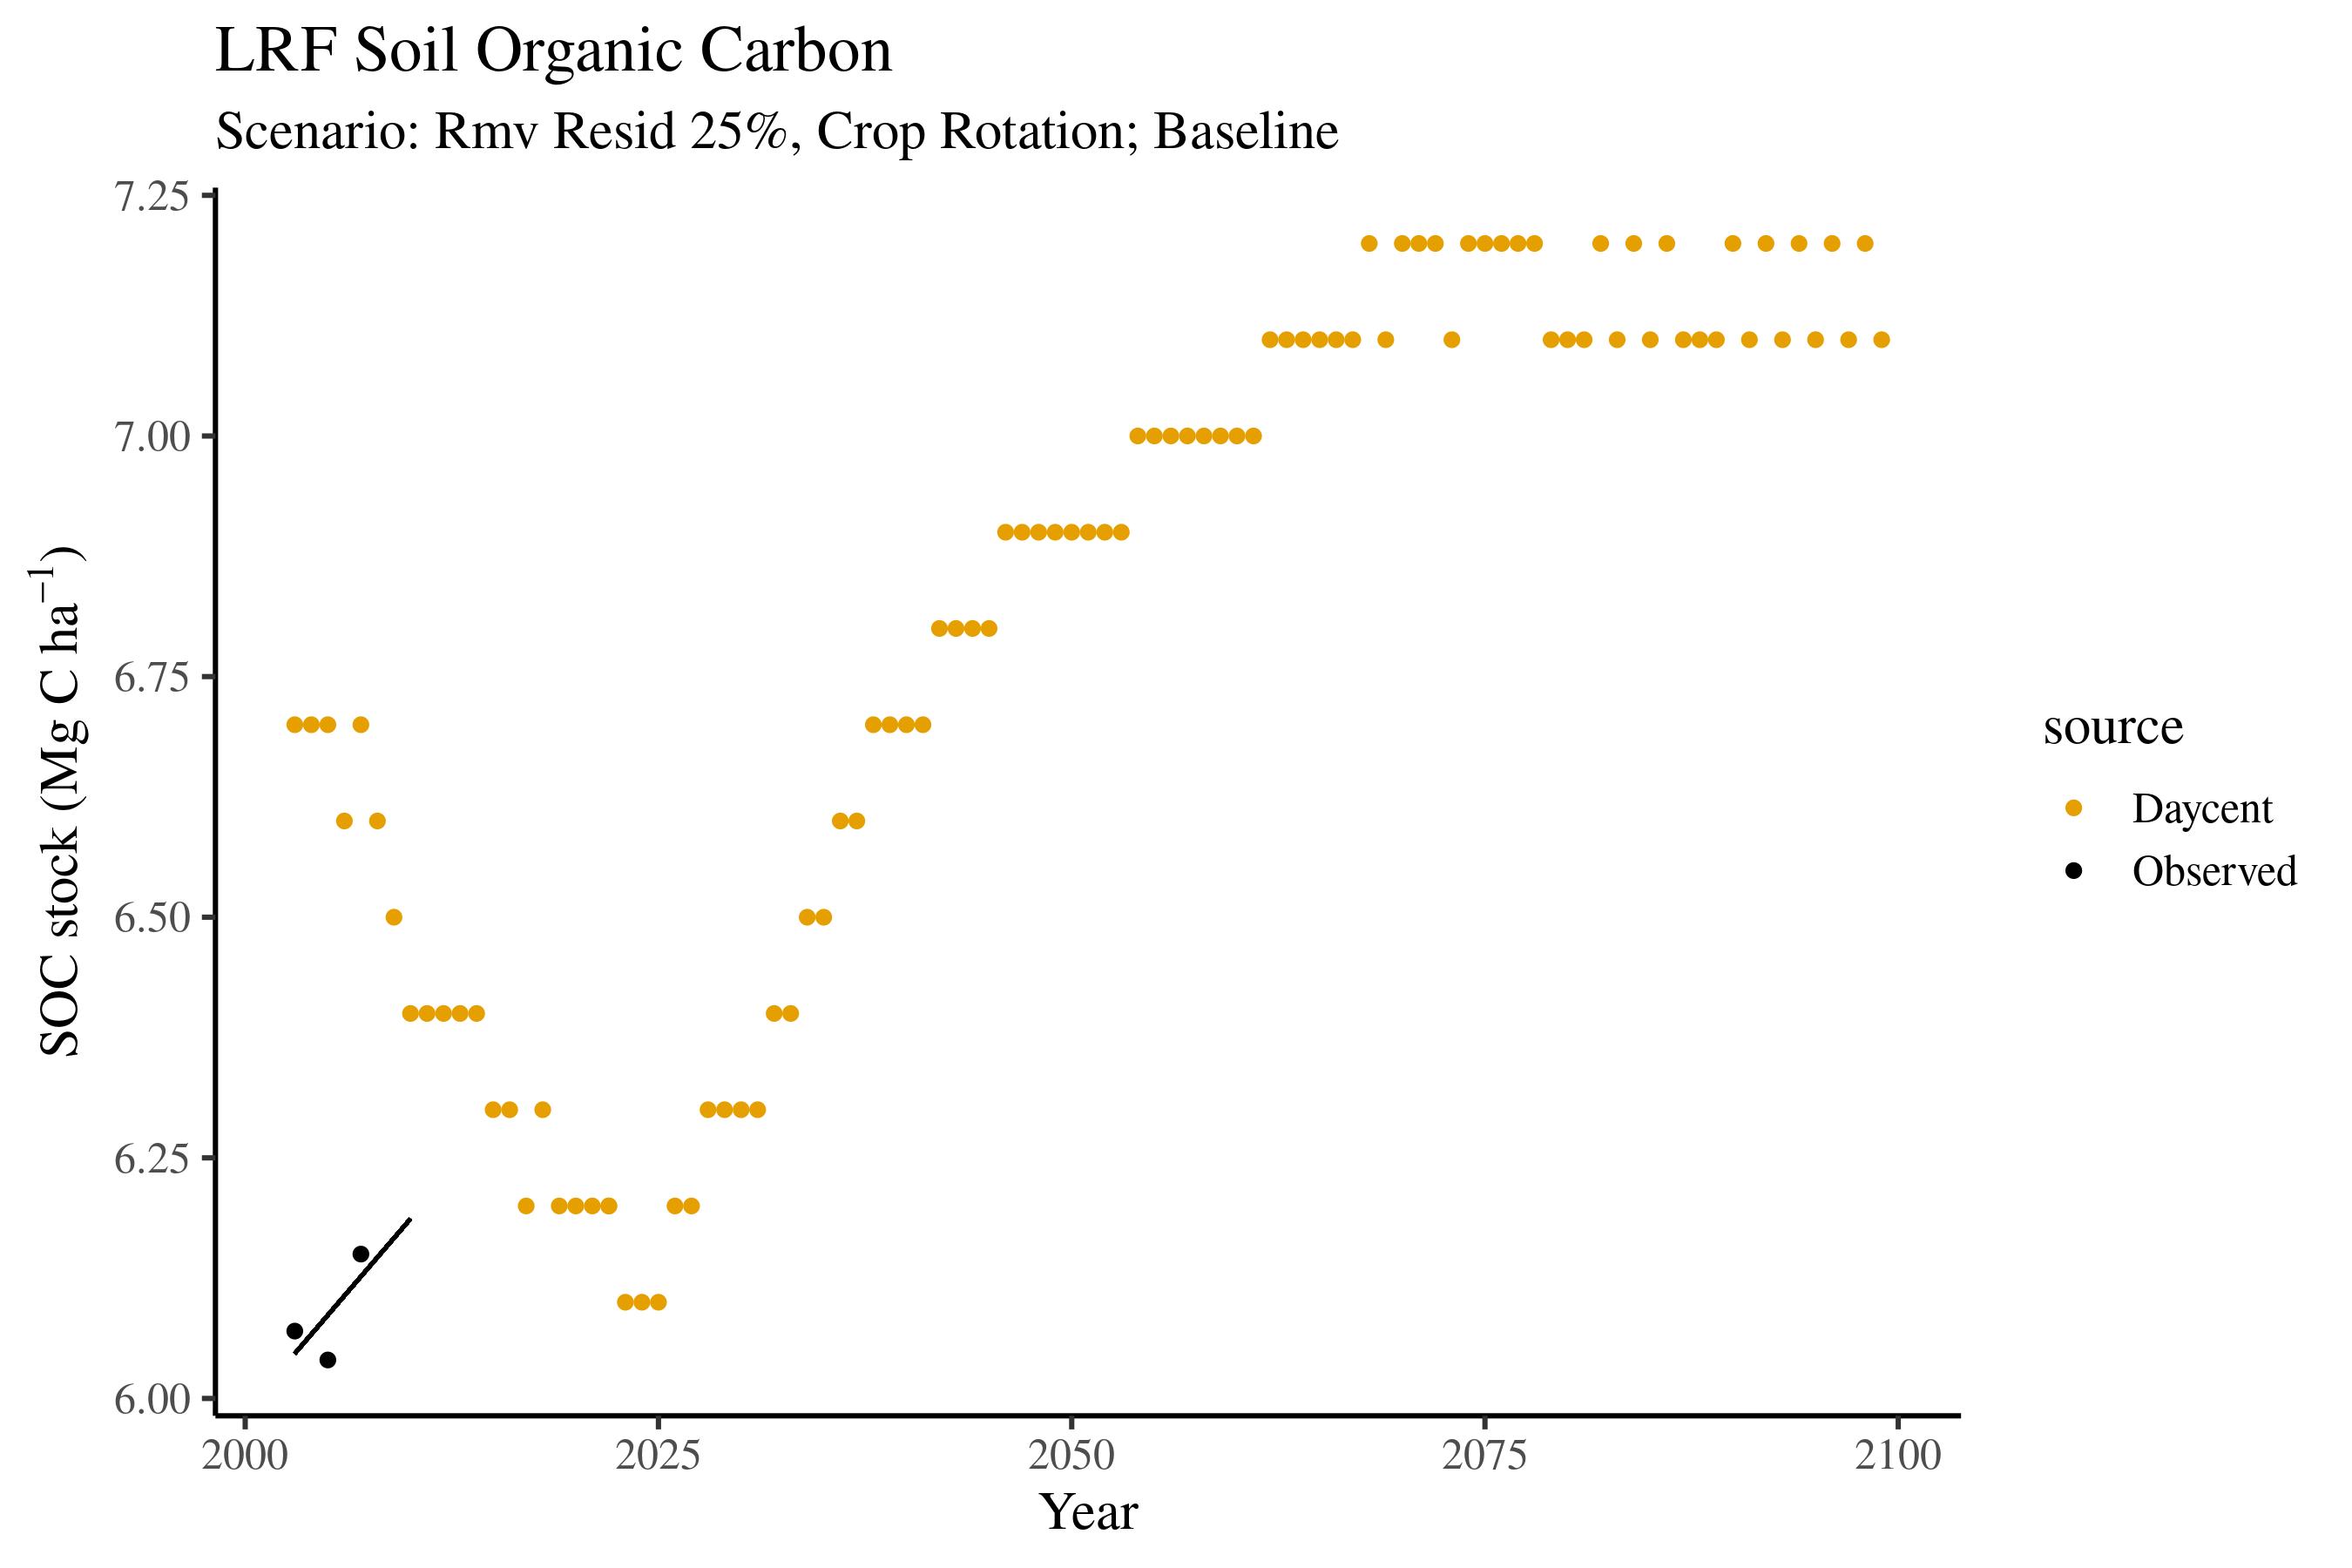 LRF Soil Organic Carbon
Scenario: Rmv Resid 25%, Crop Rotation; Baseline
7.25
7.00
6.75
6.50
6.25
6.00
SOC stock (Mg C ha⁻¹)
2000 2025 2050 2075 2100
Year
source
Daycent
Observed